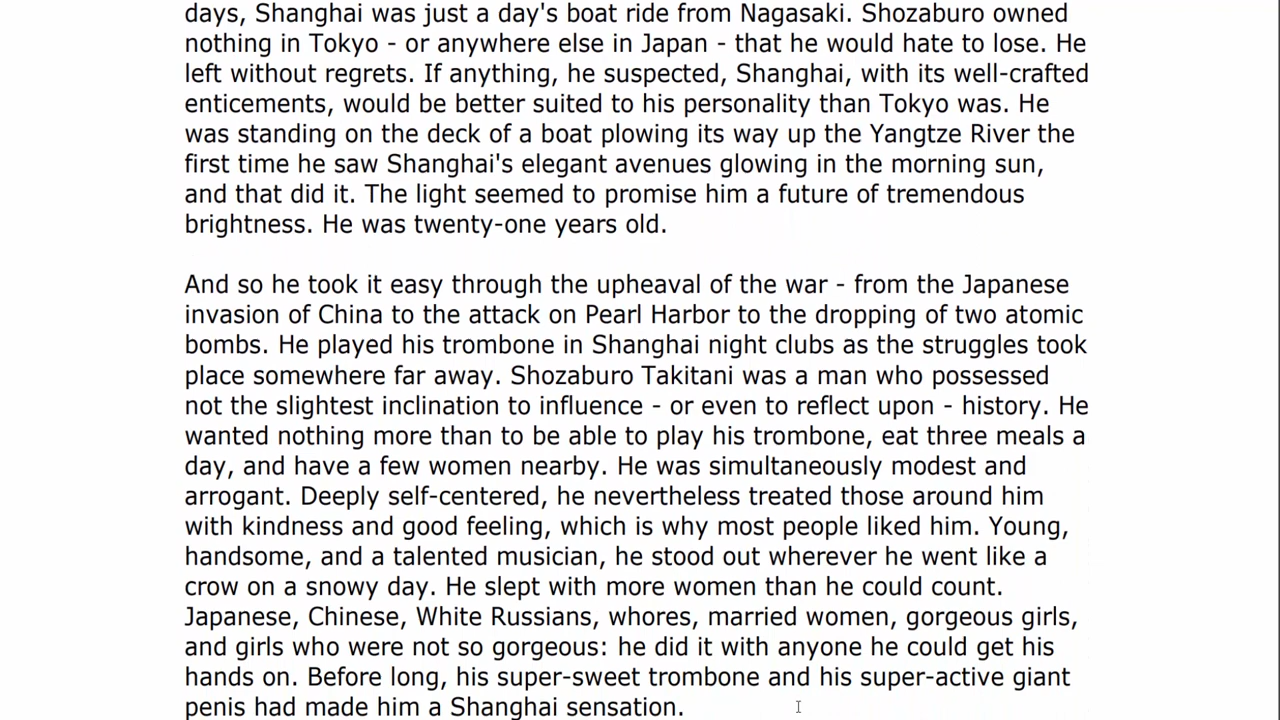 days, Shanghai was just a day's boat ride from Nagasaki. Shozaburo owned
nothing in Tokyo - or anywhere else in Japan - that he would hate to lose. He
left without regrets. If anything, he suspected, Shanghai, with its well-crafted
enticements, would be better suited to his personality than Tokyo was. He
was standing on the deck of a boat plowing its way up the Yangtze River the
first time he saw Shanghai's elegant avenues glowing in the morning sun,
and that did it. The light seemed to promise him a future of tremendous
brightness. He was twenty-one years old.
And so he took it easy through the upheaval of the war - from the Japanese
invasion of China to the attack on Pearl Harbor to the dropping of two atomic
bombs. He played his trombone in Shanghai night clubs as the struggles took
place somewhere far away. Shozaburo Takitani was a man who possessed
not the slightest inclination to influence - or even to reflect upon - history. He
wanted nothing more than to be able to play his trombone, eat three meals a
day, and have a few women nearby. He was simultaneously modest and
arrogant. Deeply self-centered, he nevertheless treated those around him
with kindness and good feeling, which is why most people liked him. Young,
handsome, and a talented musician, he stood out wherever he went like a
crow on a snowy day. He slept with more women than he could count.
Japanese, Chinese, White Russians, whores, married women, gorgeous girls,
and girls who were not so gorgeous: he did it with anyone he could get his
hands on. Before long, his super-sweet trombone and his super-active giant
penis had made him a Shanghai sensation.